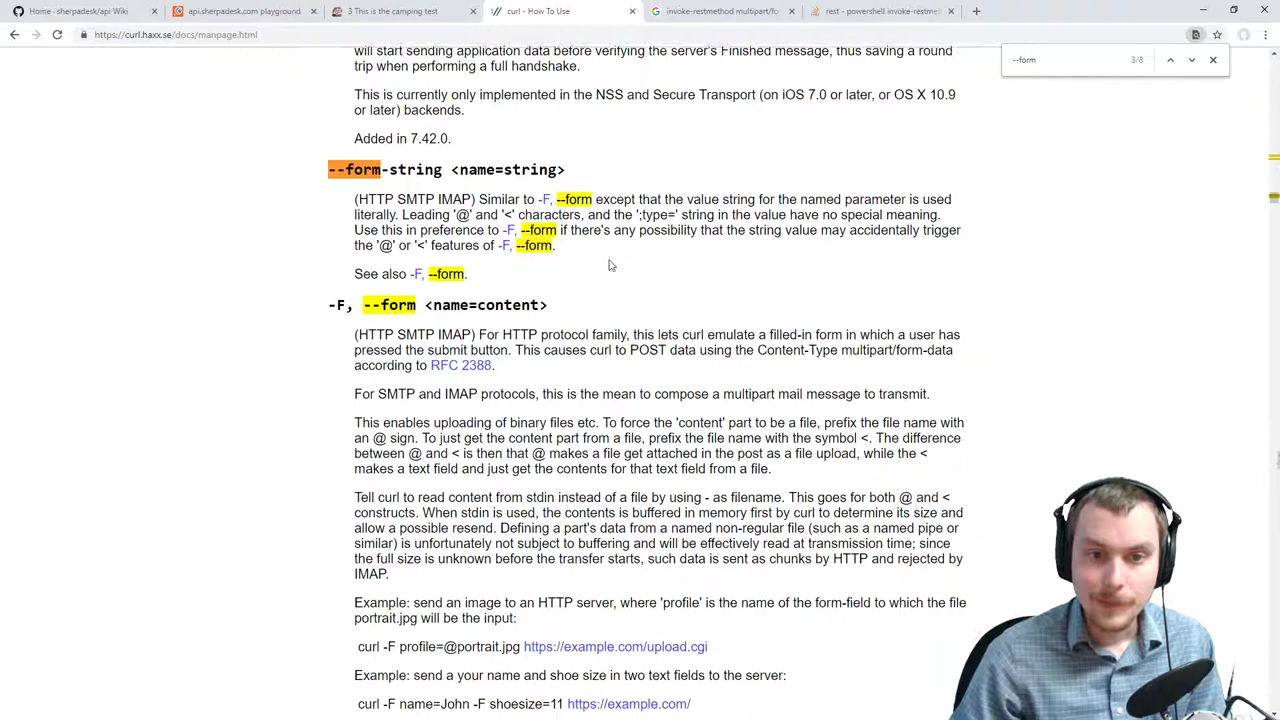 Home · sherpadesk/api Wiki
api.sherpadesk.com playground
3 This is the camping test
curl - How To Use
invoke-restmethod multipart/fo
rest - powershell invoke-restmet
https://curl.haxx.se/docs/manpage.html
--form
3/8
will start sending application data before verifying the server's Finished message, thus saving a round
trip when performing a full handshake.
This is currently only implemented in the NSS and Secure Transport (on iOS 7.0 or later, or OS X 10.9
or later) backends.
Added in 7.42.0.
--form-string <name=string>
(HTTP SMTP IMAP) Similar to -F, --form except that the value string for the named parameter is used
literally. Leading '@' and '<' characters, and the ';type=' string in the value have no special meaning.
Use this in preference to -F, --form if there's any possibility that the string value may accidentally trigger
the '@' or '<' features of -F, --form.
See also -F, --form.
-F, --form <name=content>
(HTTP SMTP IMAP) For HTTP protocol family, this lets curl emulate a filled-in form in which a user has
pressed the submit button. This causes curl to POST data using the Content-Type multipart/form-data
according to RFC 2388.
For SMTP and IMAP protocols, this is the mean to compose a multipart mail message to transmit.
This enables uploading of binary files etc. To force the 'content' part to be a file, prefix the file name with
an @ sign. To just get the content part from a file, prefix the file name with the symbol <. The difference
between @ and < is then that @ makes a file get attached in the post as a file upload, while the <
makes a text field and just get the contents for that text field from a file.
Tell curl to read content from stdin instead of a file by using - as filename. This goes for both @ and <
constructs. When stdin is used, the contents is buffered in memory first by curl to determine its size and
allow a possible resend. Defining a part's data from a named non-regular file (such as a named pipe or
similar) is unfortunately not subject to buffering and will be effectively read at transmission time; since
the full size is unknown before the transfer starts, such data is sent as chunks by HTTP and rejected by
IMAP.
Example: send an image to an HTTP server, where 'profile' is the name of the form-field to which the file
portrait.jpg will be the input:
curl -F profile=@portrait.jpg https://example.com/upload.cgi
Example: send a your name and shoe size in two text fields to the server:
curl -F name=John -F shoesize=11 https://example.com/